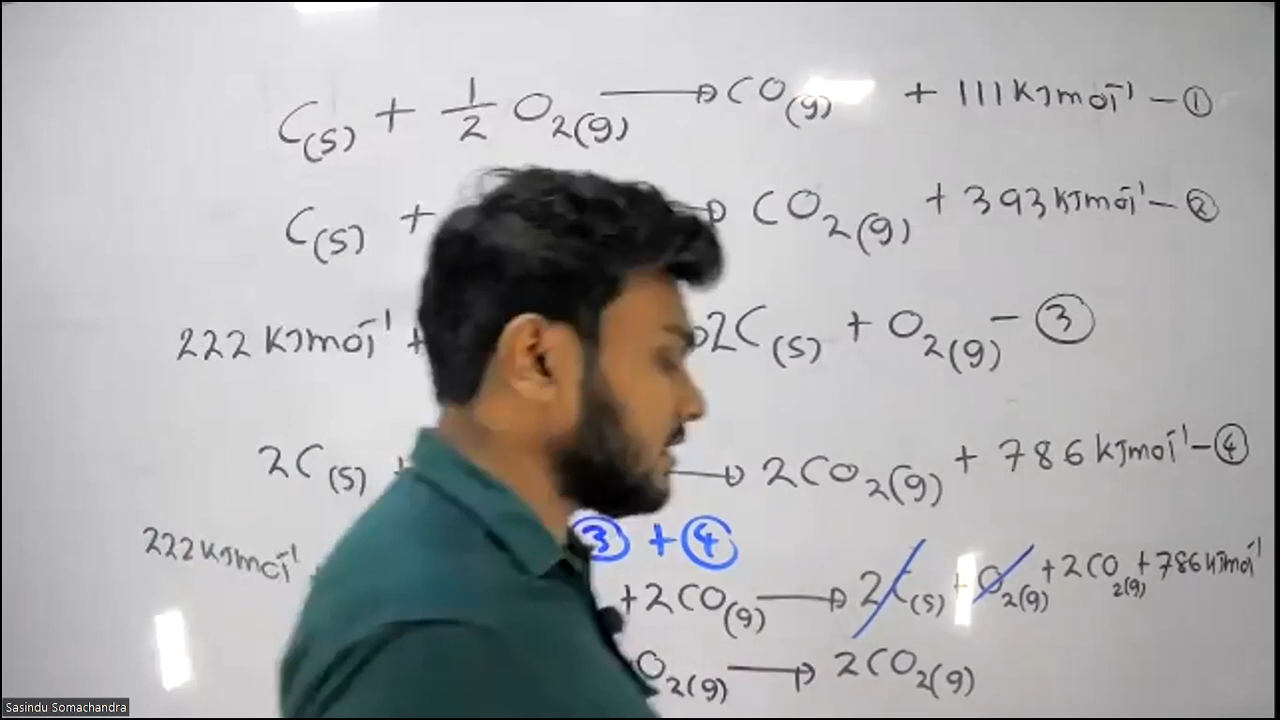 C(s) + 1/2 O2(g) → CO(g) + 111 KJmol⁻¹ – ①
C(s) + → CO2(g) + 393 KJmol⁻¹ – ②
222 KJmol⁻¹ + 2C(s) + O2(g) – ③
2C(s) + → 2CO2(g) + 786 KJmol⁻¹ – ④
③ + ④
222 KJmol⁻¹ + 2CO(g) → 2C(s) + O2(g) + 2CO2(g) + 786 KJmol⁻¹
O2(g) → 2CO2(g)
Sasindu Somachandra